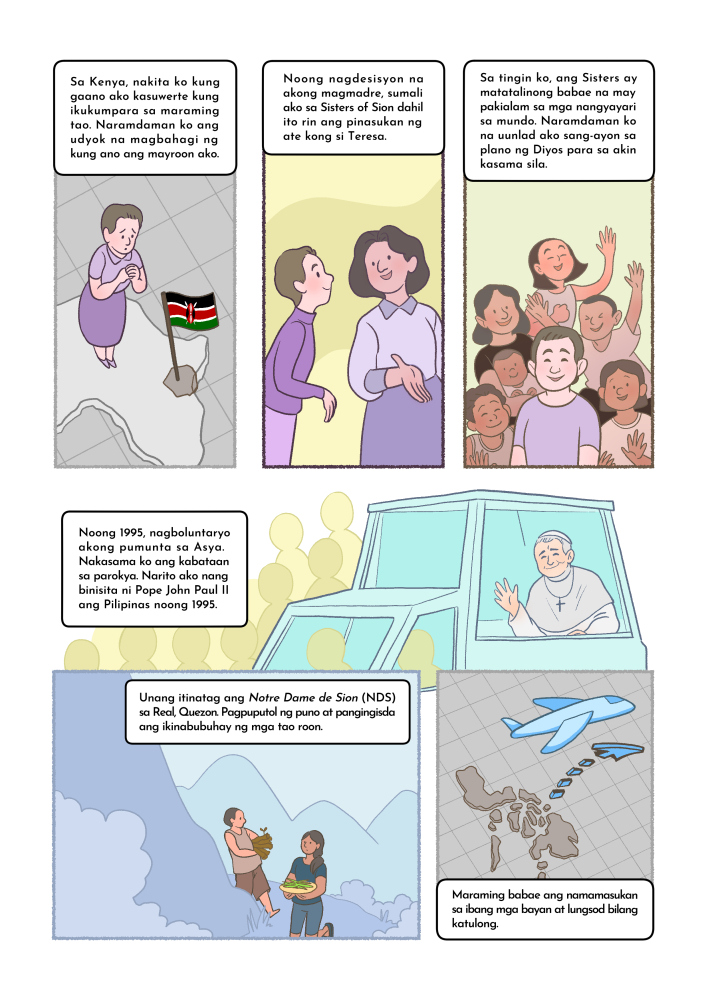 Sa Kenya, nakita ko kung
gaano ako kasuwerte kung
ikukumpara sa maraming
tao. Naramdaman ko ang
udyok na magbahagi ng
kung ano ang mayroon ako.
Noong nagdesisyon na
akong magmadre, sumali
ako sa Sisters of Sion dahil
ito rin ang pinasukan ng
ate kong si Teresa.
Sa tingin ko, ang Sisters ay
matatalinong babae na may
pakialam sa mga nangyayari
sa mundo. Naramdaman ko
na uunlad ako sang-ayon sa
plano ng Diyos para sa akin
kasama sila.
Noong 1995, nagboluntaryo
akong pumunta sa Asya.
Nakasama ko ang kabataan
sa parokya. Narito ako nang
binisita ni Pope John Paul II
ang Pilipinas noong 1995.
Unang itinatag ang Notre Dame de Sion (NDS)
sa Real, Quezon. Pagpuputol ng puno at pangingisda
ang ikinabubuhay ng mga tao roon.
Maraming babae ang namamasukan
sa ibang mga bayan at lungsod bilang
katulong.